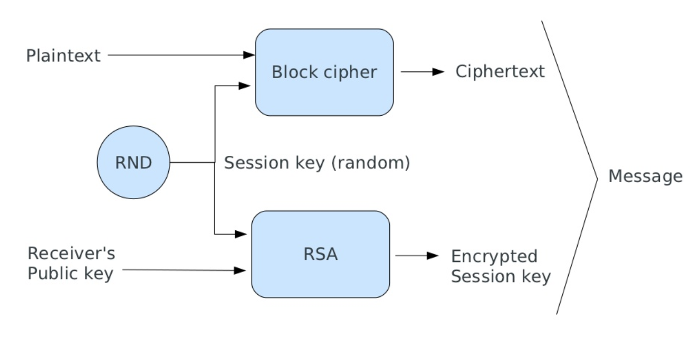 Plaintext
Block cipher
Ciphertext
RND
Session key (random)
Message
Receiver's
Public key
RSA
Encrypted
Session key